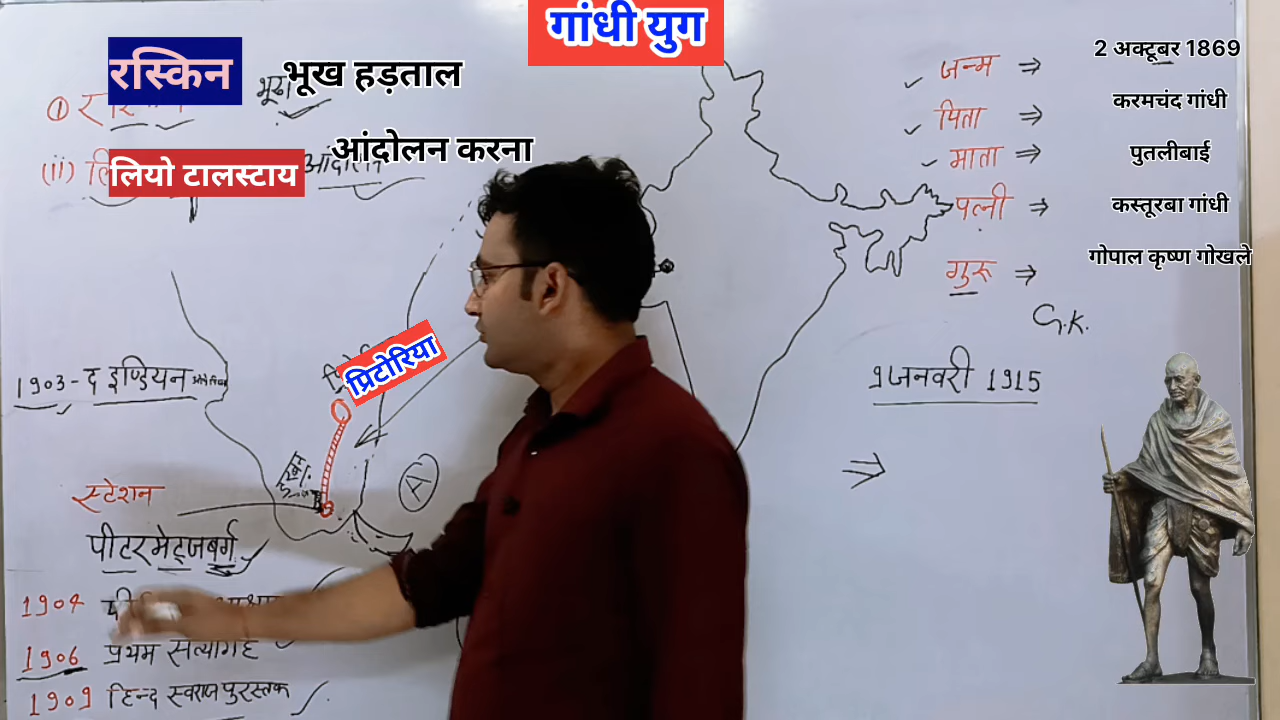 गांधी युग
रस्किन
भूख हड़ताल
लियो टालस्टाय
आंदोलन करना
जन्म ⇒ 2 अक्टूबर 1869
पिता ⇒ करमचंद गांधी
माता ⇒ पुतलीबाई
पत्नी ⇒ कस्तूरबा गांधी
गुरू ⇒ गोपाल कृष्ण गोखले
G.K.
9 जनवरी 1915
⇒
प्रिटोरिया
1903 - द इण्डियन
A
स्टेशन
पीटरमेट्जबर्ग
1904
1906 प्रथम सत्याग्रह
1909 हिन्द स्वराज पुस्तक